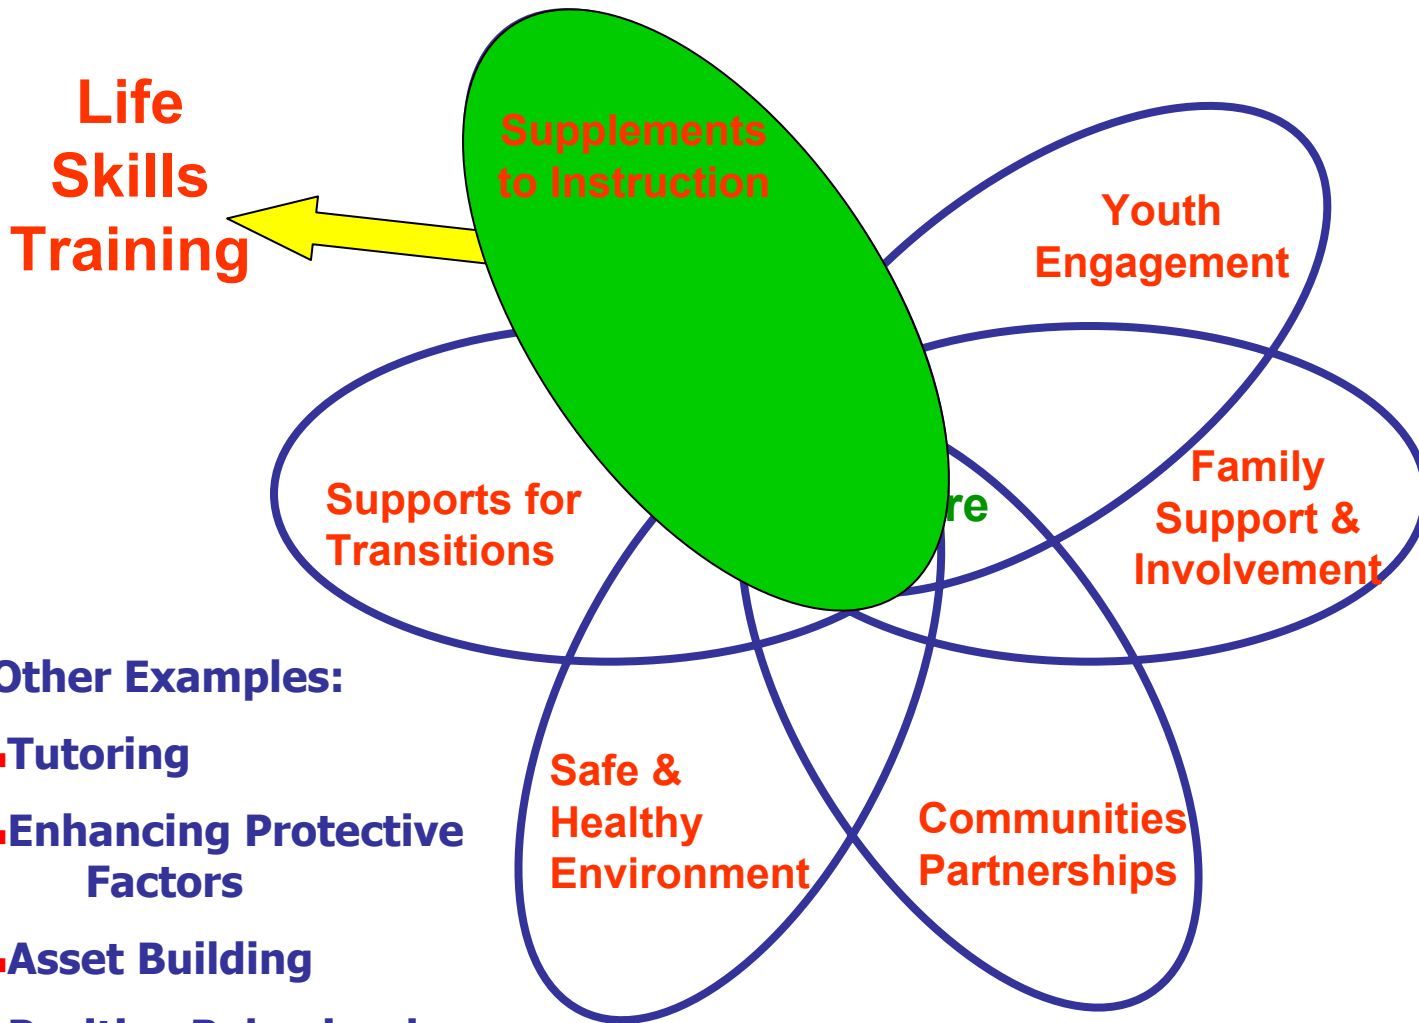 Life
Skills
Training
Supplements
to Instruction
Youth
Engagement
Family
Support &
Involvement
Supports for
Transitions
Safe &
Healthy
Environment
Communities
Partnerships
Other Examples:
Tutoring
Enhancing Protective
Factors
Asset Building